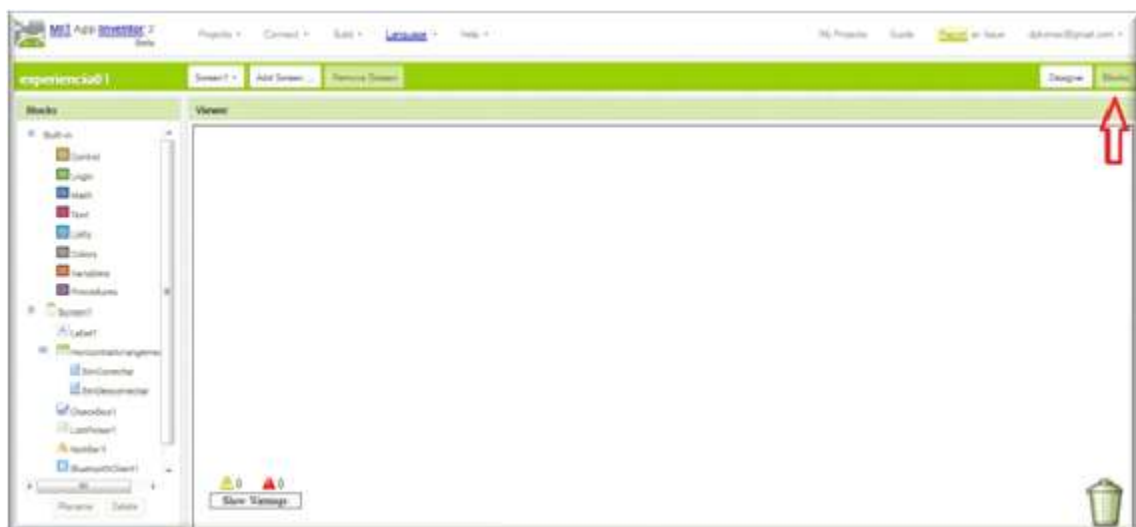 MIT App Inventor 2
Beta
Projects Connect Build Language Help
My Projects Guide Report an Issue
experiencia01
Screen1 Add Screen ... Remove Screen
Designer Blocks
Blocks
Viewer
Built-in
Control
Logic
Math
Text
Lists
Colors
Variables
Procedures
Screen1
Label1
HorizontalArrangeme
BtnConectar
BtnDesconectar
CheckBox1
ListPicker1
Notifier1
BluetoothClient1
0 0
Show Warnings
Rename Delete